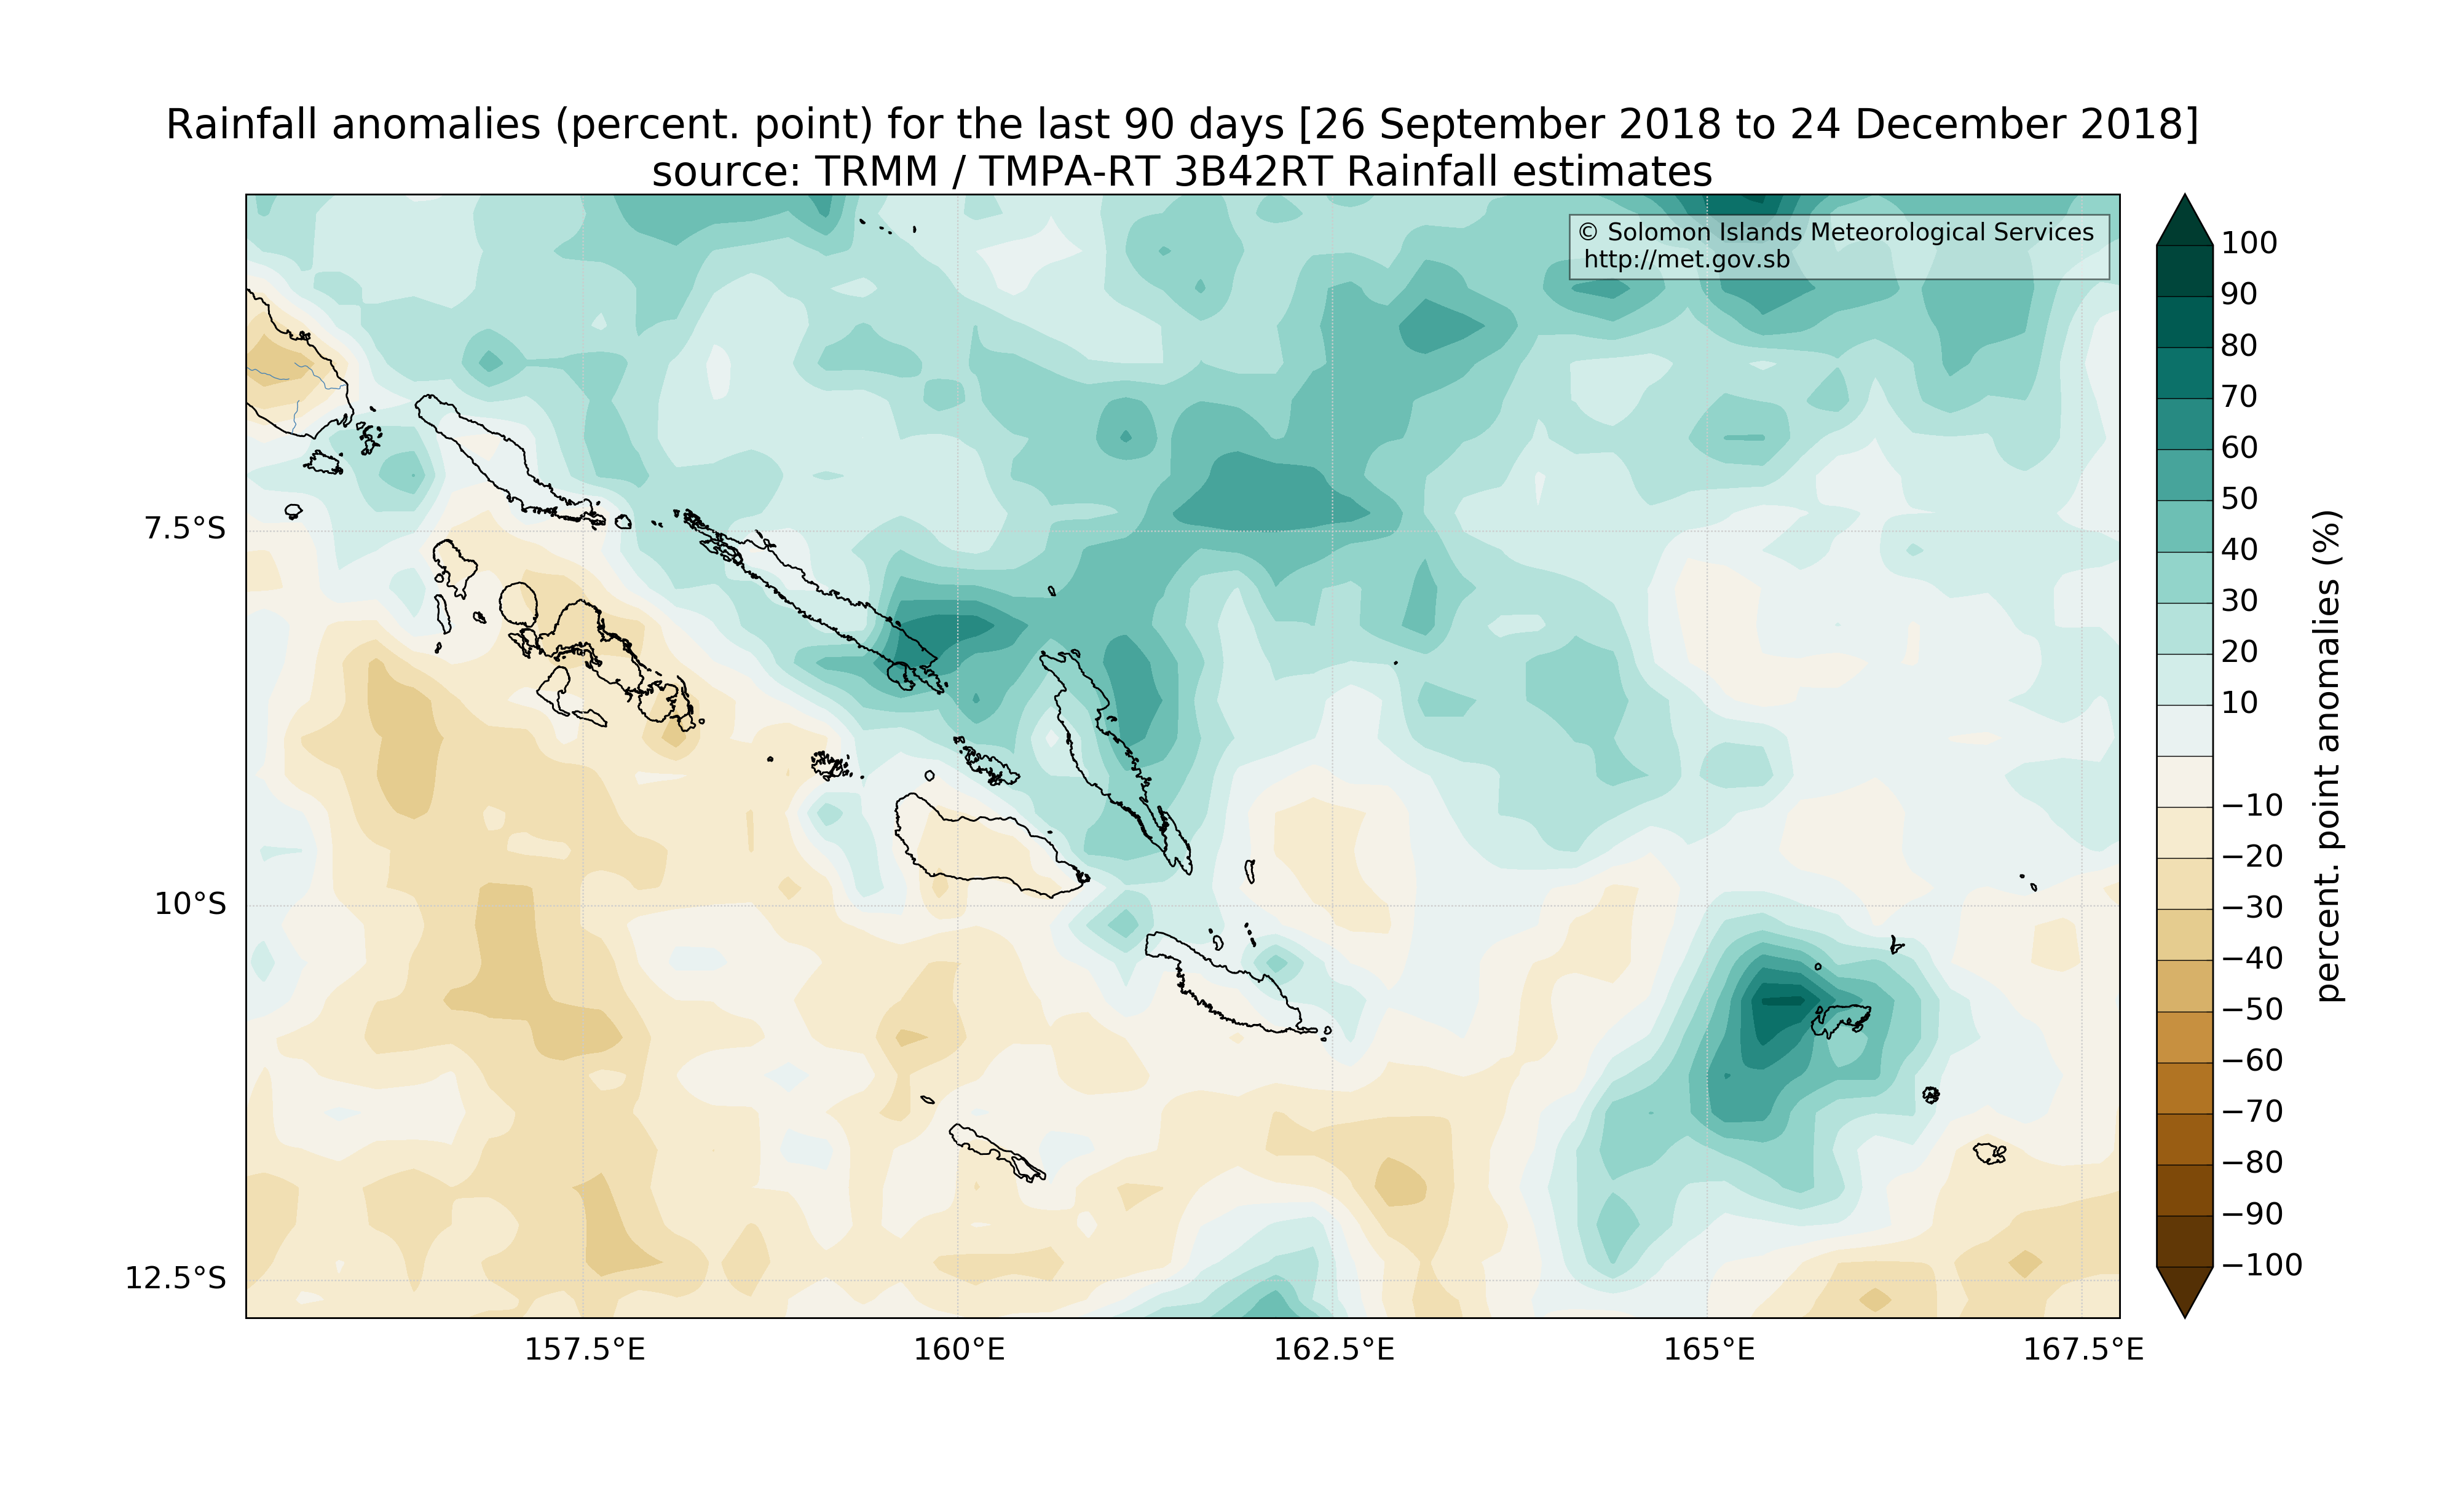 Rainfall anomalies (percent. point) for the last 90 days [26 September 2018 to 24 December 2018]
source: TRMM / TMPA-RT 3B42RT Rainfall estimates
© Solomon Islands Meteorological Services
http://met.gov.sb
7.5°S
10°S
12.5°S
157.5°E
160°E
162.5°E
165°E
167.5°E
100
90
80
70
60
50
40
30
20
10
−10
−20
−30
−40
−50
−60
−70
−80
−90
−100
percent. point anomalies (%)